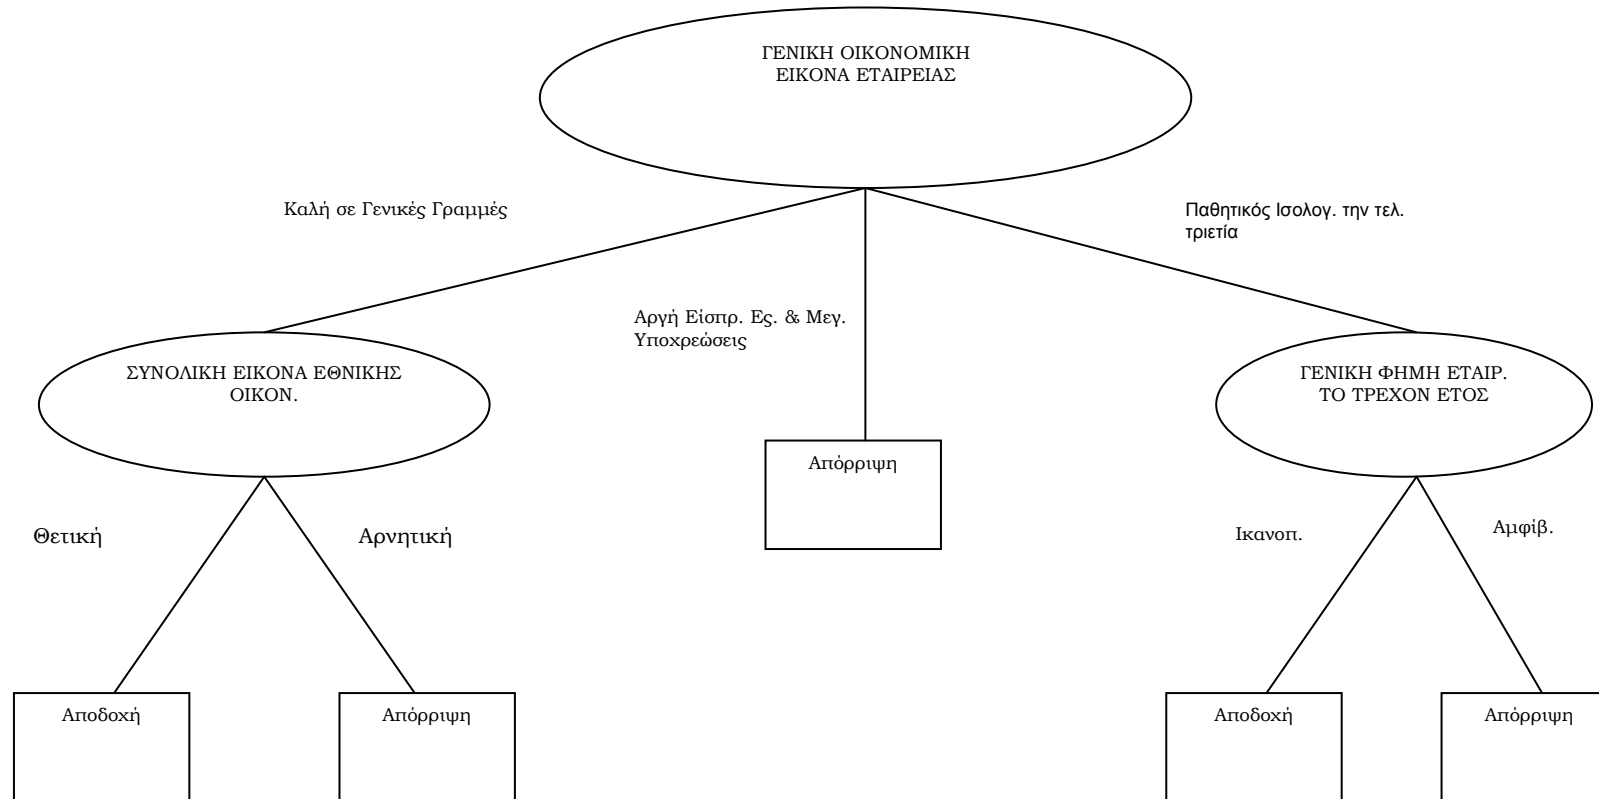 ΓΕΝΙΚΗ ΟΙΚΟΝΟΜΙΚΗ
ΕΙΚΟΝΑ ΕΤΑΙΡΕΙΑΣ
Καλή σε Γενικές Γραμμές
Παθητικός Ισολογ. την τελ.
τριετία
Αργή Είσπρ. Ες. & Μεγ.
Υποχρεώσεις
ΣΥΝΟΛΙΚΗ ΕΙΚΟΝΑ ΕΘΝΙΚΗΣ
ΟΙΚΟΝ.
ΓΕΝΙΚΗ ΦΗΜΗ ΕΤΑΙΡ.
ΤΟ ΤΡΕΧΟΝ ΕΤΟΣ
Απόρριψη
Θετική
Αρνητική
Ικανοπ.
Αμφίβ.
Αποδοχή
Απόρριψη
Αποδοχή
Απόρριψη